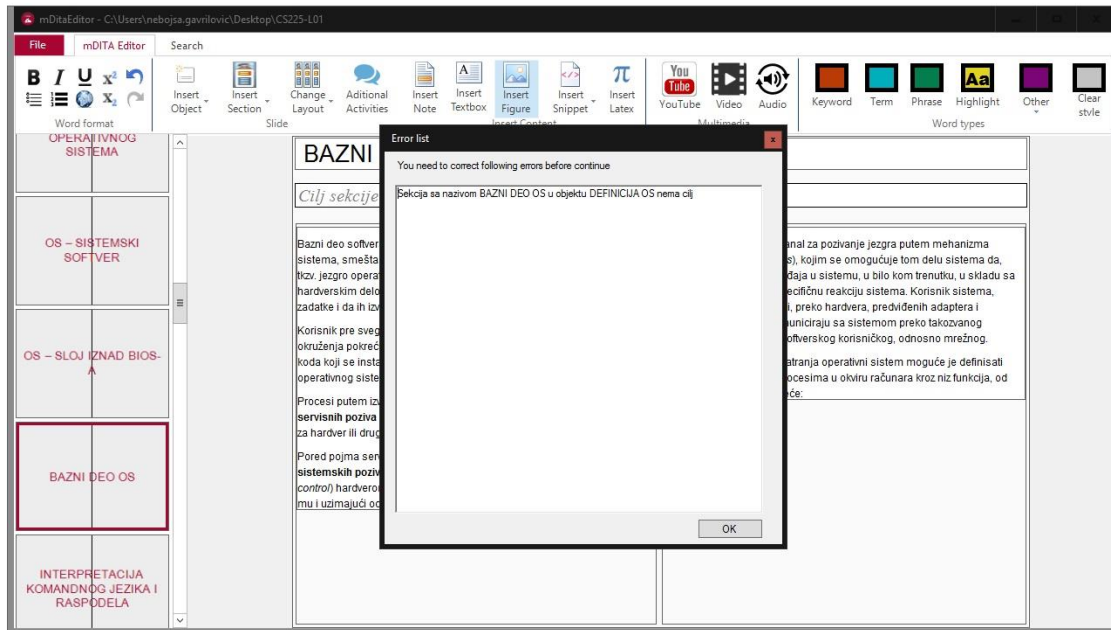 mDitaEditor - C:\Users\nebojsa.gavrilovic\Desktop\CS225-L01
File mDITA Editor Search
B I U x² x₂
Insert Object
Insert Section
Change Layout
Aditional Activities
Insert Note
Insert Textbox
Insert Figure
Insert Snippet
π
Insert Latex
You Tube
YouTube
Video
Audio
Keyword
Term
Phrase
Aa
Highlight
Other
Clear style
Word format
Slide
Insert Content
Multimedia
Word types
OPERATIVNOG
SISTEMA
OS – SISTEMSKI
SOFTVER
OS – SLOJ IZNAD BIOS-
A
BAZNI DEO OS
INTERPRETACIJA
KOMANDNOG JEZIKA I
RASPODELA
BAZNI
Cilj sekcije
Bazni deo softver
sistema, smešta
tkzv. jezgro opera
hardverskim delo
zadatke i da ih izv
Korisnik pre sveg
okruženja pokreć
koda koji se insta
operativnog siste
Procesi putem iz
servisnih poziva
za hardver ili drug
Pored pojma ser
sistemskih poziv
control) hardvero
mu i uzimajući od
Error list
x
You need to correct following errors before continue
Sekcija sa nazivom BAZNI DEO OS u objektu DEFINICIJA OS nema cilj
OK
anal za pozivanje jezgra putem mehanizma
s), kojim se omogućuje tom delu sistema da,
đaja u sistemu, u bilo kom trenutku, u skladu sa
ecifičnu reakciju sistema. Korisnik sistema,
i, preko hardvera, predviđenih adaptera i
uniciraju sa sistemom preko takozvanog
oftverskog korisničkog, odnosno mrežnog.
atranja operativni sistem moguće je definisati
ocesima u okviru računara kroz niz funkcija, od
eće: